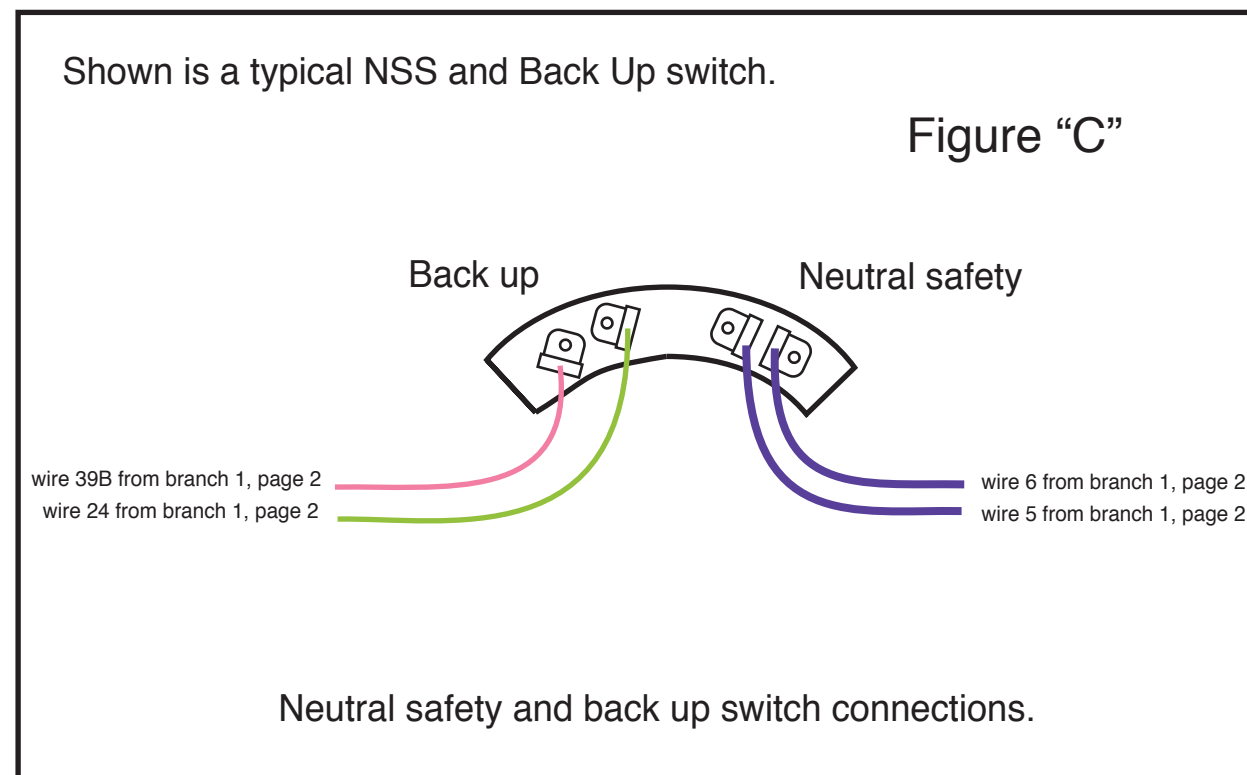 Shown is a typical NSS and Back Up switch.
Figure “C”
Back up
Neutral safety
wire 39B from branch 1, page 2
wire 24 from branch 1, page 2
wire 6 from branch 1, page 2
wire 5 from branch 1, page 2
Neutral safety and back up switch connections.